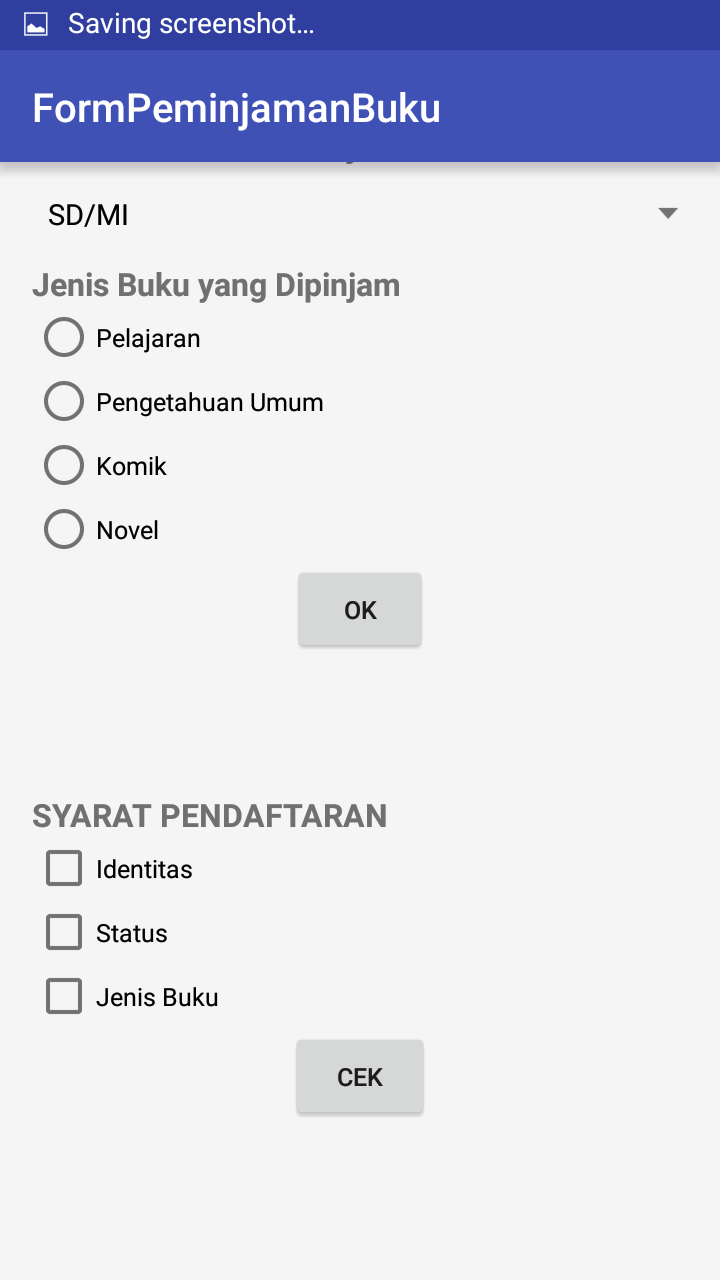 Saving screenshot...
FormPeminjamanBuku
SD/MI
Jenis Buku yang Dipinjam
Pelajaran
Pengetahuan Umum
Komik
Novel
OK
SYARAT PENDAFTARAN
Identitas
Status
Jenis Buku
CEK